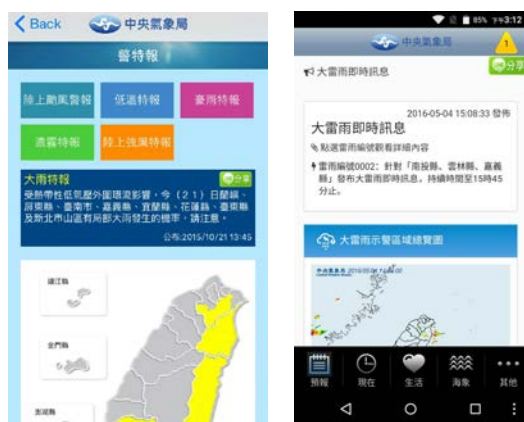 Back
中央氣象局
警特報
陸上颱風警報
低溫特報
豪雨特報
濃霧特報
陸上強風特報
大雨特報
分享
受熱帶性低氣壓外圍環流影響，今（21）日蘭嶼、
屏東縣、臺南市、嘉義縣、宜蘭縣、花蓮縣、臺東縣
及新北市山區有局部大雨發生的機率，請注意。
公布:2015/10/21 13:45
連江縣
金門縣
澎湖縣
85% 下午3:12
中央氣象局
大雷雨即時訊息
分享
2016-05-04 15:08:33 發佈
大雷雨即時訊息
點選雷雨編號觀看詳細內容
雷雨編號0002：針對「南投縣、雲林縣、嘉義
縣」發布大雷雨即時訊息，持續時間至15時45
分止。
大雷雨示警區域總覽圖
中央氣象局
預報
現在
生活
海象
其他